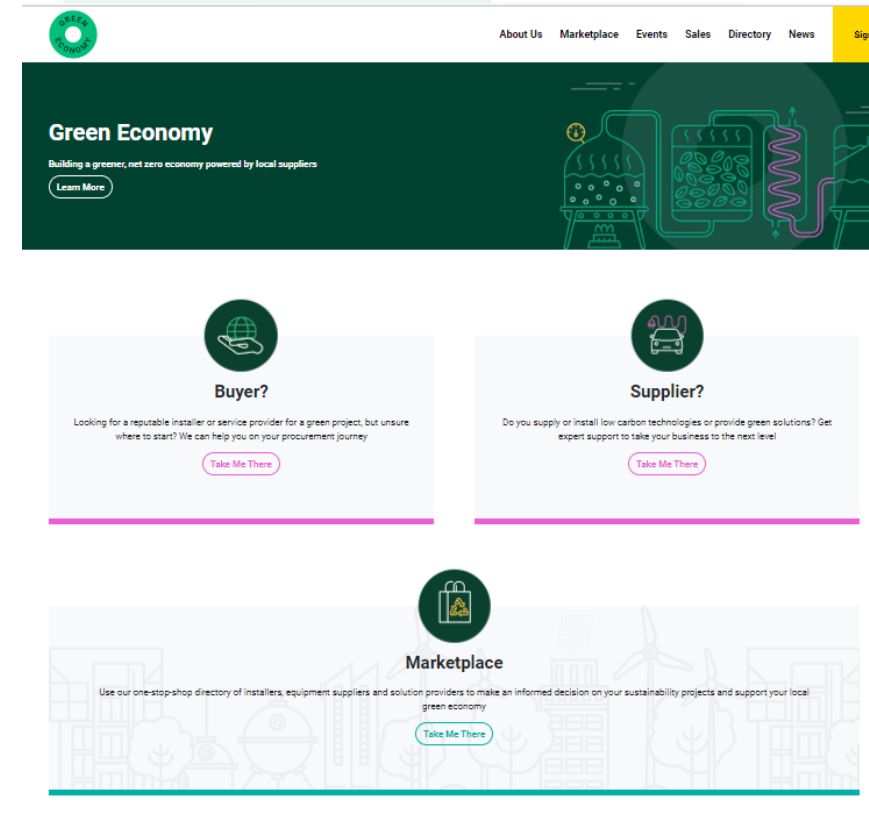 GREEN
ECONOMY
About Us Marketplace Events Sales Directory News
Green Economy
Building a greener, net zero economy powered by local suppliers
Learn More
Buyer?
Looking for a reputable installer or service provider for a green project, but unsure
where to start? We can help you on your procurement journey
Take Me There
Supplier?
Do you supply or install low carbon technologies or provide green solutions? Get
expert support to take your business to the next level
Take Me There
Marketplace
Use our one-stop-shop directory of installers, equipment suppliers and solution providers to make an informed decision on your sustainability projects and support your local
green economy
Take Me There